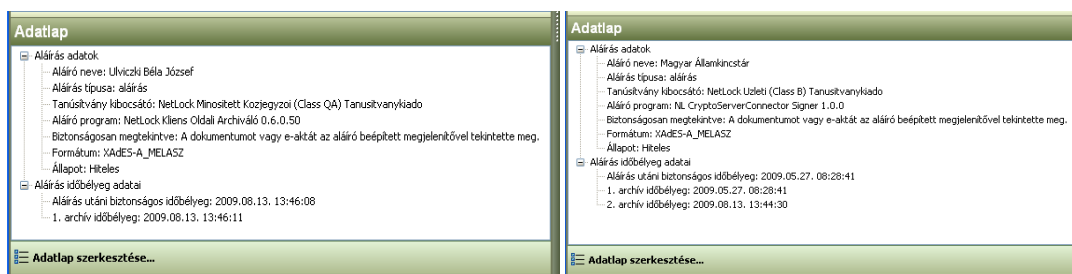 Adatlap
Aláírás adatok
Aláíró neve: Ulviczki Béla József
Aláírás típusa: aláírás
Tanúsítvány kibocsátó: NetLock Minositett Kozjegyzoi (Class QA) Tanusitvanykiado
Aláíró program: NetLock Kliens Oldali Archiváló 0.6.0.50
Biztonságosan megtekintve: A dokumentumot vagy e-aktát az aláíró beépített megjelenítővel tekintette meg.
Formátum: XAdES-A_MELASZ
Állapot: Hiteles
Aláírás időbélyeg adatai
Aláírás utáni biztonságos időbélyeg: 2009.08.13. 13:46:08
1. archív időbélyeg: 2009.08.13. 13:46:11
Adatlap szerkesztése...
Adatlap
Aláírás adatok
Aláíró neve: Magyar Államkincstár
Aláírás típusa: aláírás
Tanúsítvány kibocsátó: NetLock Uzleti (Class B) Tanusitvanykiado
Aláíró program: NL CryptoServerConnector Signer 1.0.0
Biztonságosan megtekintve: A dokumentumot vagy e-aktát az aláíró beépített megjelenítővel tekintette meg.
Formátum: XAdES-A_MELASZ
Állapot: Hiteles
Aláírás időbélyeg adatai
Aláírás utáni biztonságos időbélyeg: 2009.05.27. 08:28:41
1. archív időbélyeg: 2009.05.27. 08:28:41
2. archív időbélyeg: 2009.08.13. 13:44:30
Adatlap szerkesztése...